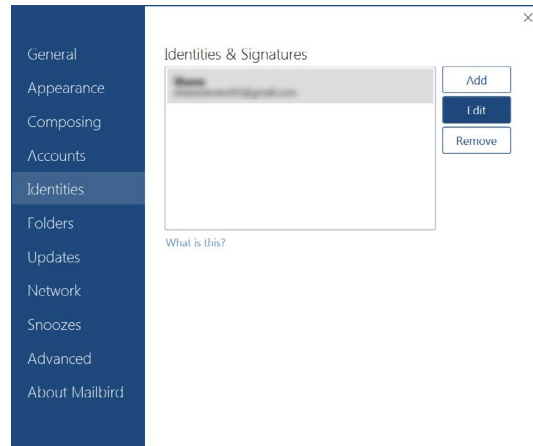 General
Appearance
Composing
Accounts
Identities
Folders
Updates
Network
Snoozes
Advanced
About Mailbird
Identities & Signatures
Add
Edit
Remove
What is this?